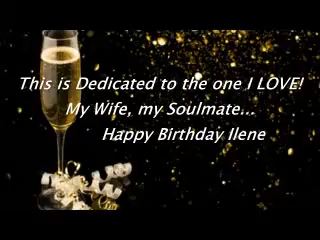 This is Dedicated to the one I LOVE!
My Wife, my Soulmate...
Happy Birthday Ilene